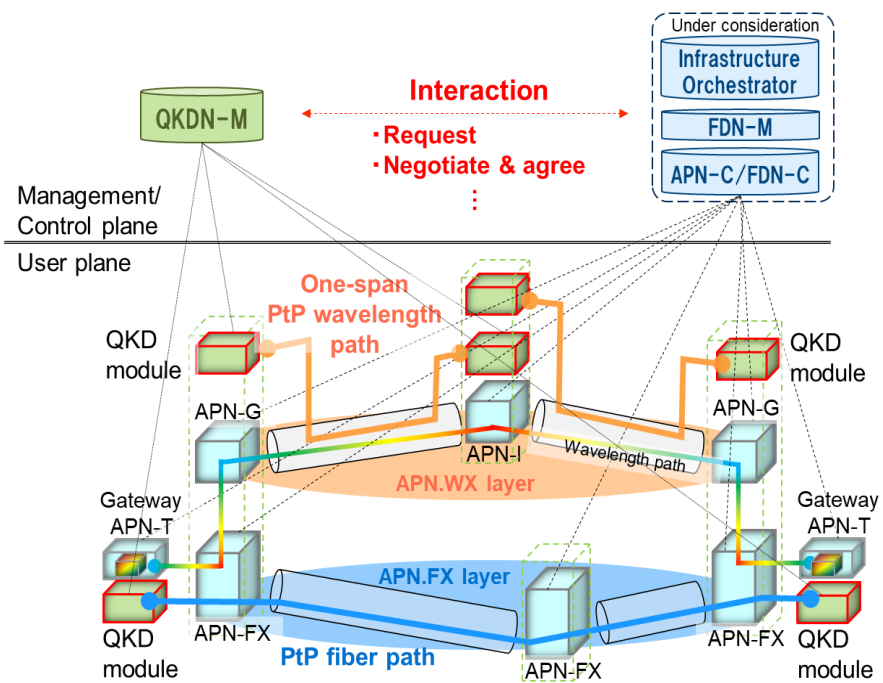 Under consideration
Infrastructure
Orchestrator
QKDN-M
Interaction
FDN-M
・Request
・Negotiate & agree
⋮
APN-C/FDN-C
Management/
Control plane
User plane
One-span
PtP wavelength
path
QKD
module
QKD
module
APN-G
APN-G
APN-I
Wavelength path
APN.WX layer
Gateway
APN-T
Gateway
APN-T
APN.FX layer
QKD
module
APN-FX
PtP fiber path
APN-FX
APN-FX
QKD
module